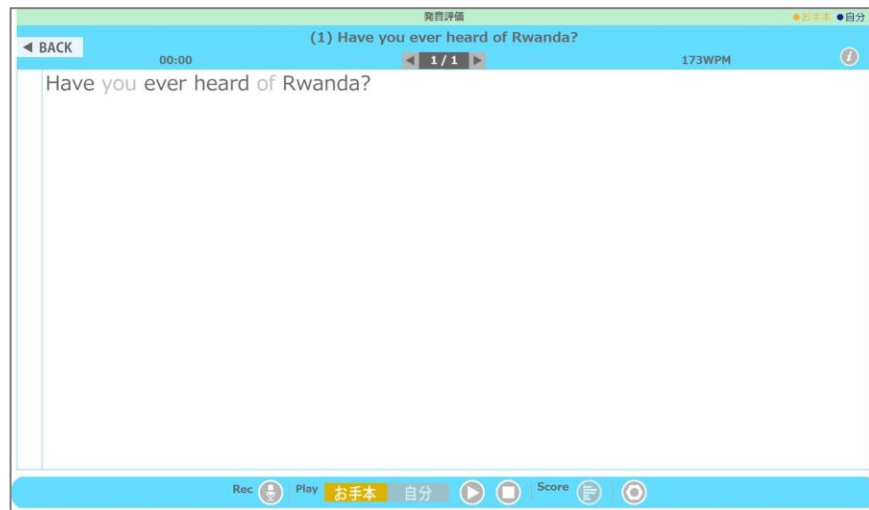 発音評価
●お手本 ●自分
◀ BACK
(1) Have you ever heard of Rwanda?
00:00
◀ 1 / 1 ▶
173WPM
i
Have you ever heard of Rwanda?
Rec Play お手本 自分 Score